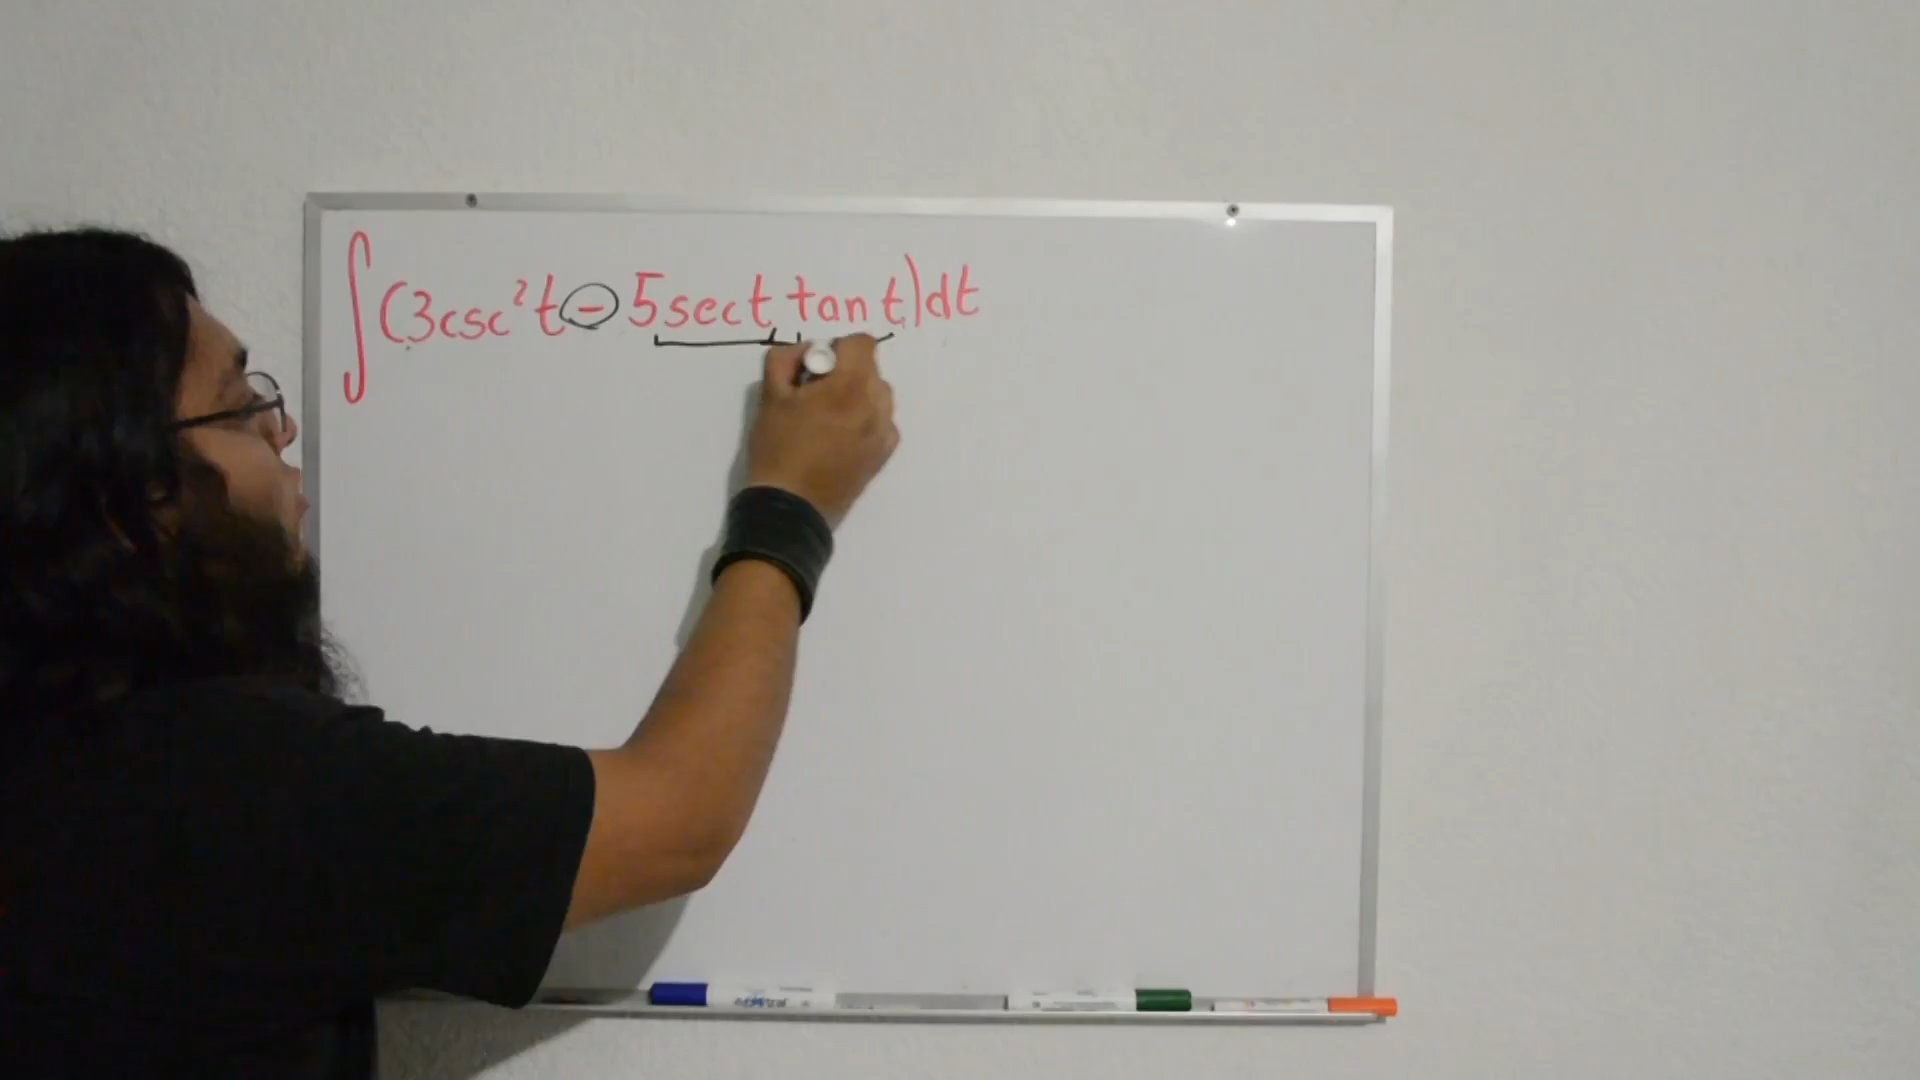 ∫(3csc²t - 5sect tan t)dt